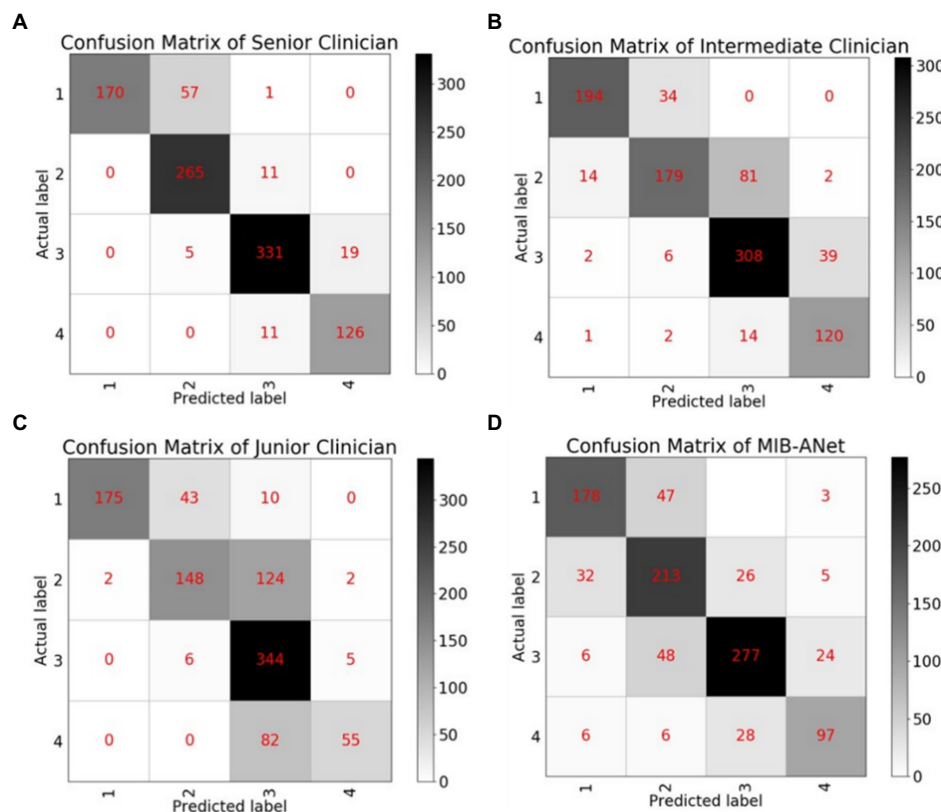 A
Confusion Matrix of Senior Clinician
Actual label
1 170 57 1 0
2 0 265 11 0
3 0 5 331 19
4 0 0 11 126
1 2 3 4
Predicted label
300
250
200
150
100
50
0
B
Confusion Matrix of Intermediate Clinician
Actual label
1 194 34 0 0
2 14 179 81 2
3 2 6 308 39
4 1 2 14 120
1 2 3 4
Predicted label
300
250
200
150
100
50
0
C
Confusion Matrix of Junior Clinician
Actual label
1 175 43 10 0
2 2 148 124 2
3 0 6 344 5
4 0 0 82 55
1 2 3 4
Predicted label
300
250
200
150
100
50
0
D
Confusion Matrix of MIB-ANet
Actual label
1 178 47 3
2 32 213 26 5
3 6 48 277 24
4 6 6 28 97
1 2 3 4
Predicted label
250
200
150
100
50
0